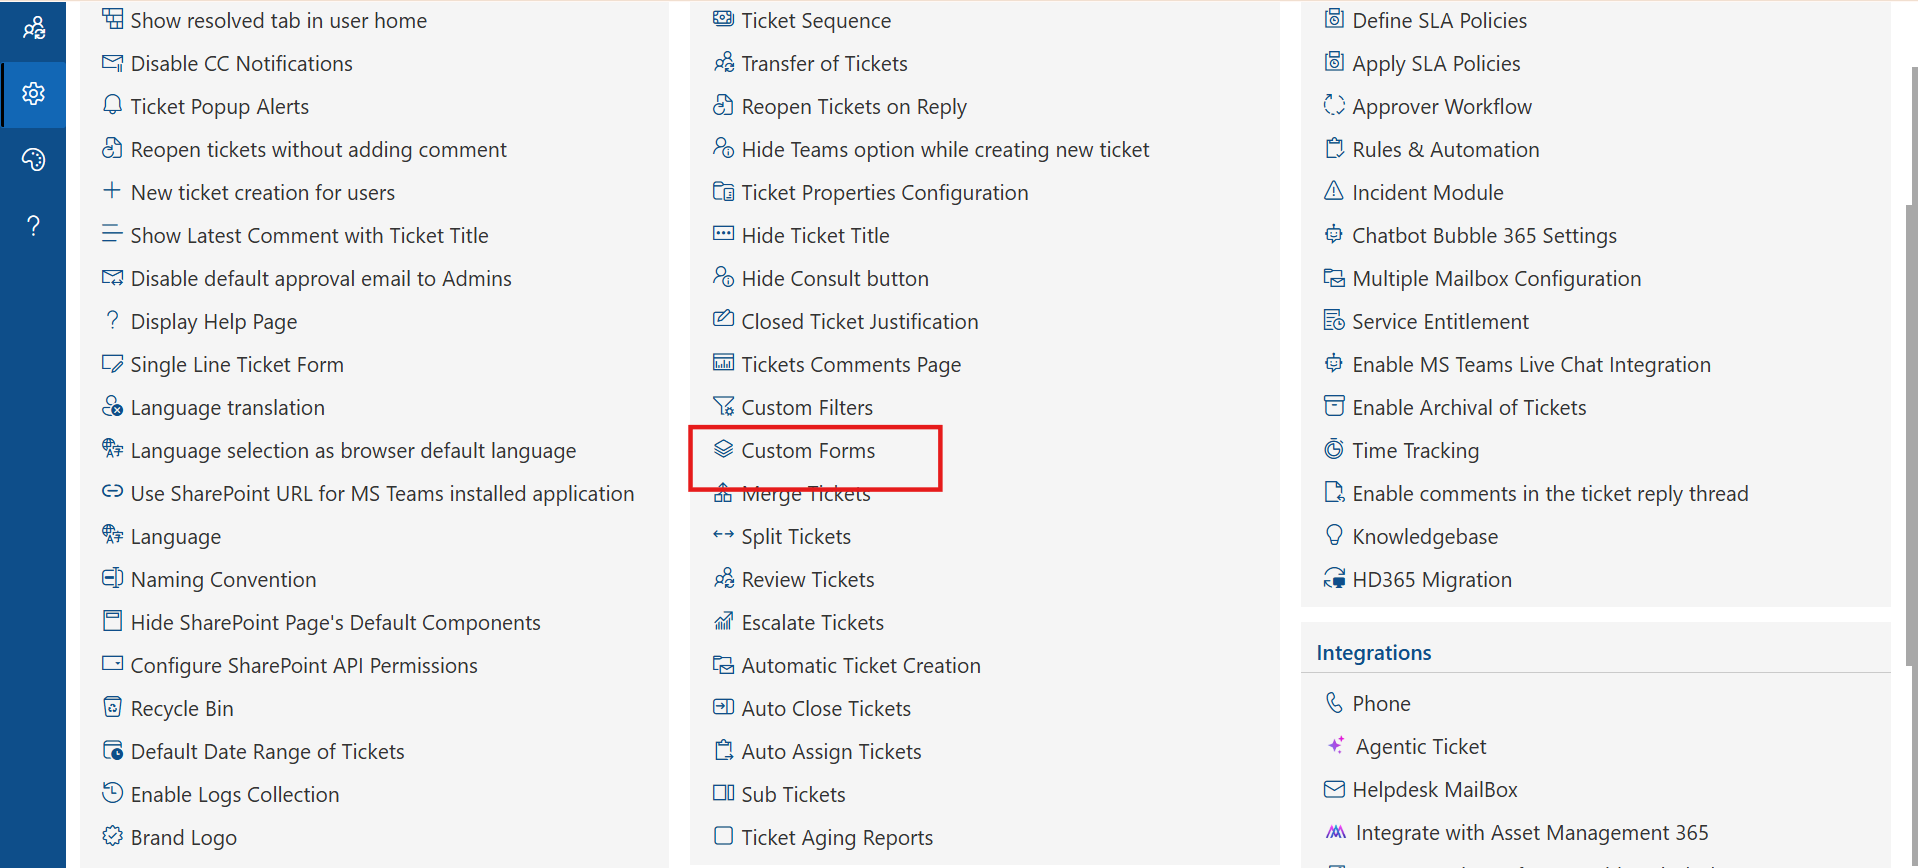 Show resolved tab in user home
Disable CC Notifications
Ticket Popup Alerts
Reopen tickets without adding comment
New ticket creation for users
Show Latest Comment with Ticket Title
Disable default approval email to Admins
Display Help Page
Single Line Ticket Form
Language translation
Language selection as browser default language
Use SharePoint URL for MS Teams installed application
Language
Naming Convention
Hide SharePoint Page's Default Components
Configure SharePoint API Permissions
Recycle Bin
Default Date Range of Tickets
Enable Logs Collection
Brand Logo
Ticket Sequence
Transfer of Tickets
Reopen Tickets on Reply
Hide Teams option while creating new ticket
Ticket Properties Configuration
Hide Ticket Title
Hide Consult button
Closed Ticket Justification
Tickets Comments Page
Custom Filters
Custom Forms
Merge Tickets
Split Tickets
Review Tickets
Escalate Tickets
Automatic Ticket Creation
Auto Close Tickets
Auto Assign Tickets
Sub Tickets
Ticket Aging Reports
Define SLA Policies
Apply SLA Policies
Approver Workflow
Rules & Automation
Incident Module
Chatbot Bubble 365 Settings
Multiple Mailbox Configuration
Service Entitlement
Enable MS Teams Live Chat Integration
Enable Archival of Tickets
Time Tracking
Enable comments in the ticket reply thread
Knowledgebase
HD365 Migration
Integrations
Phone
Agentic Ticket
Helpdesk MailBox
Integrate with Asset Management 365